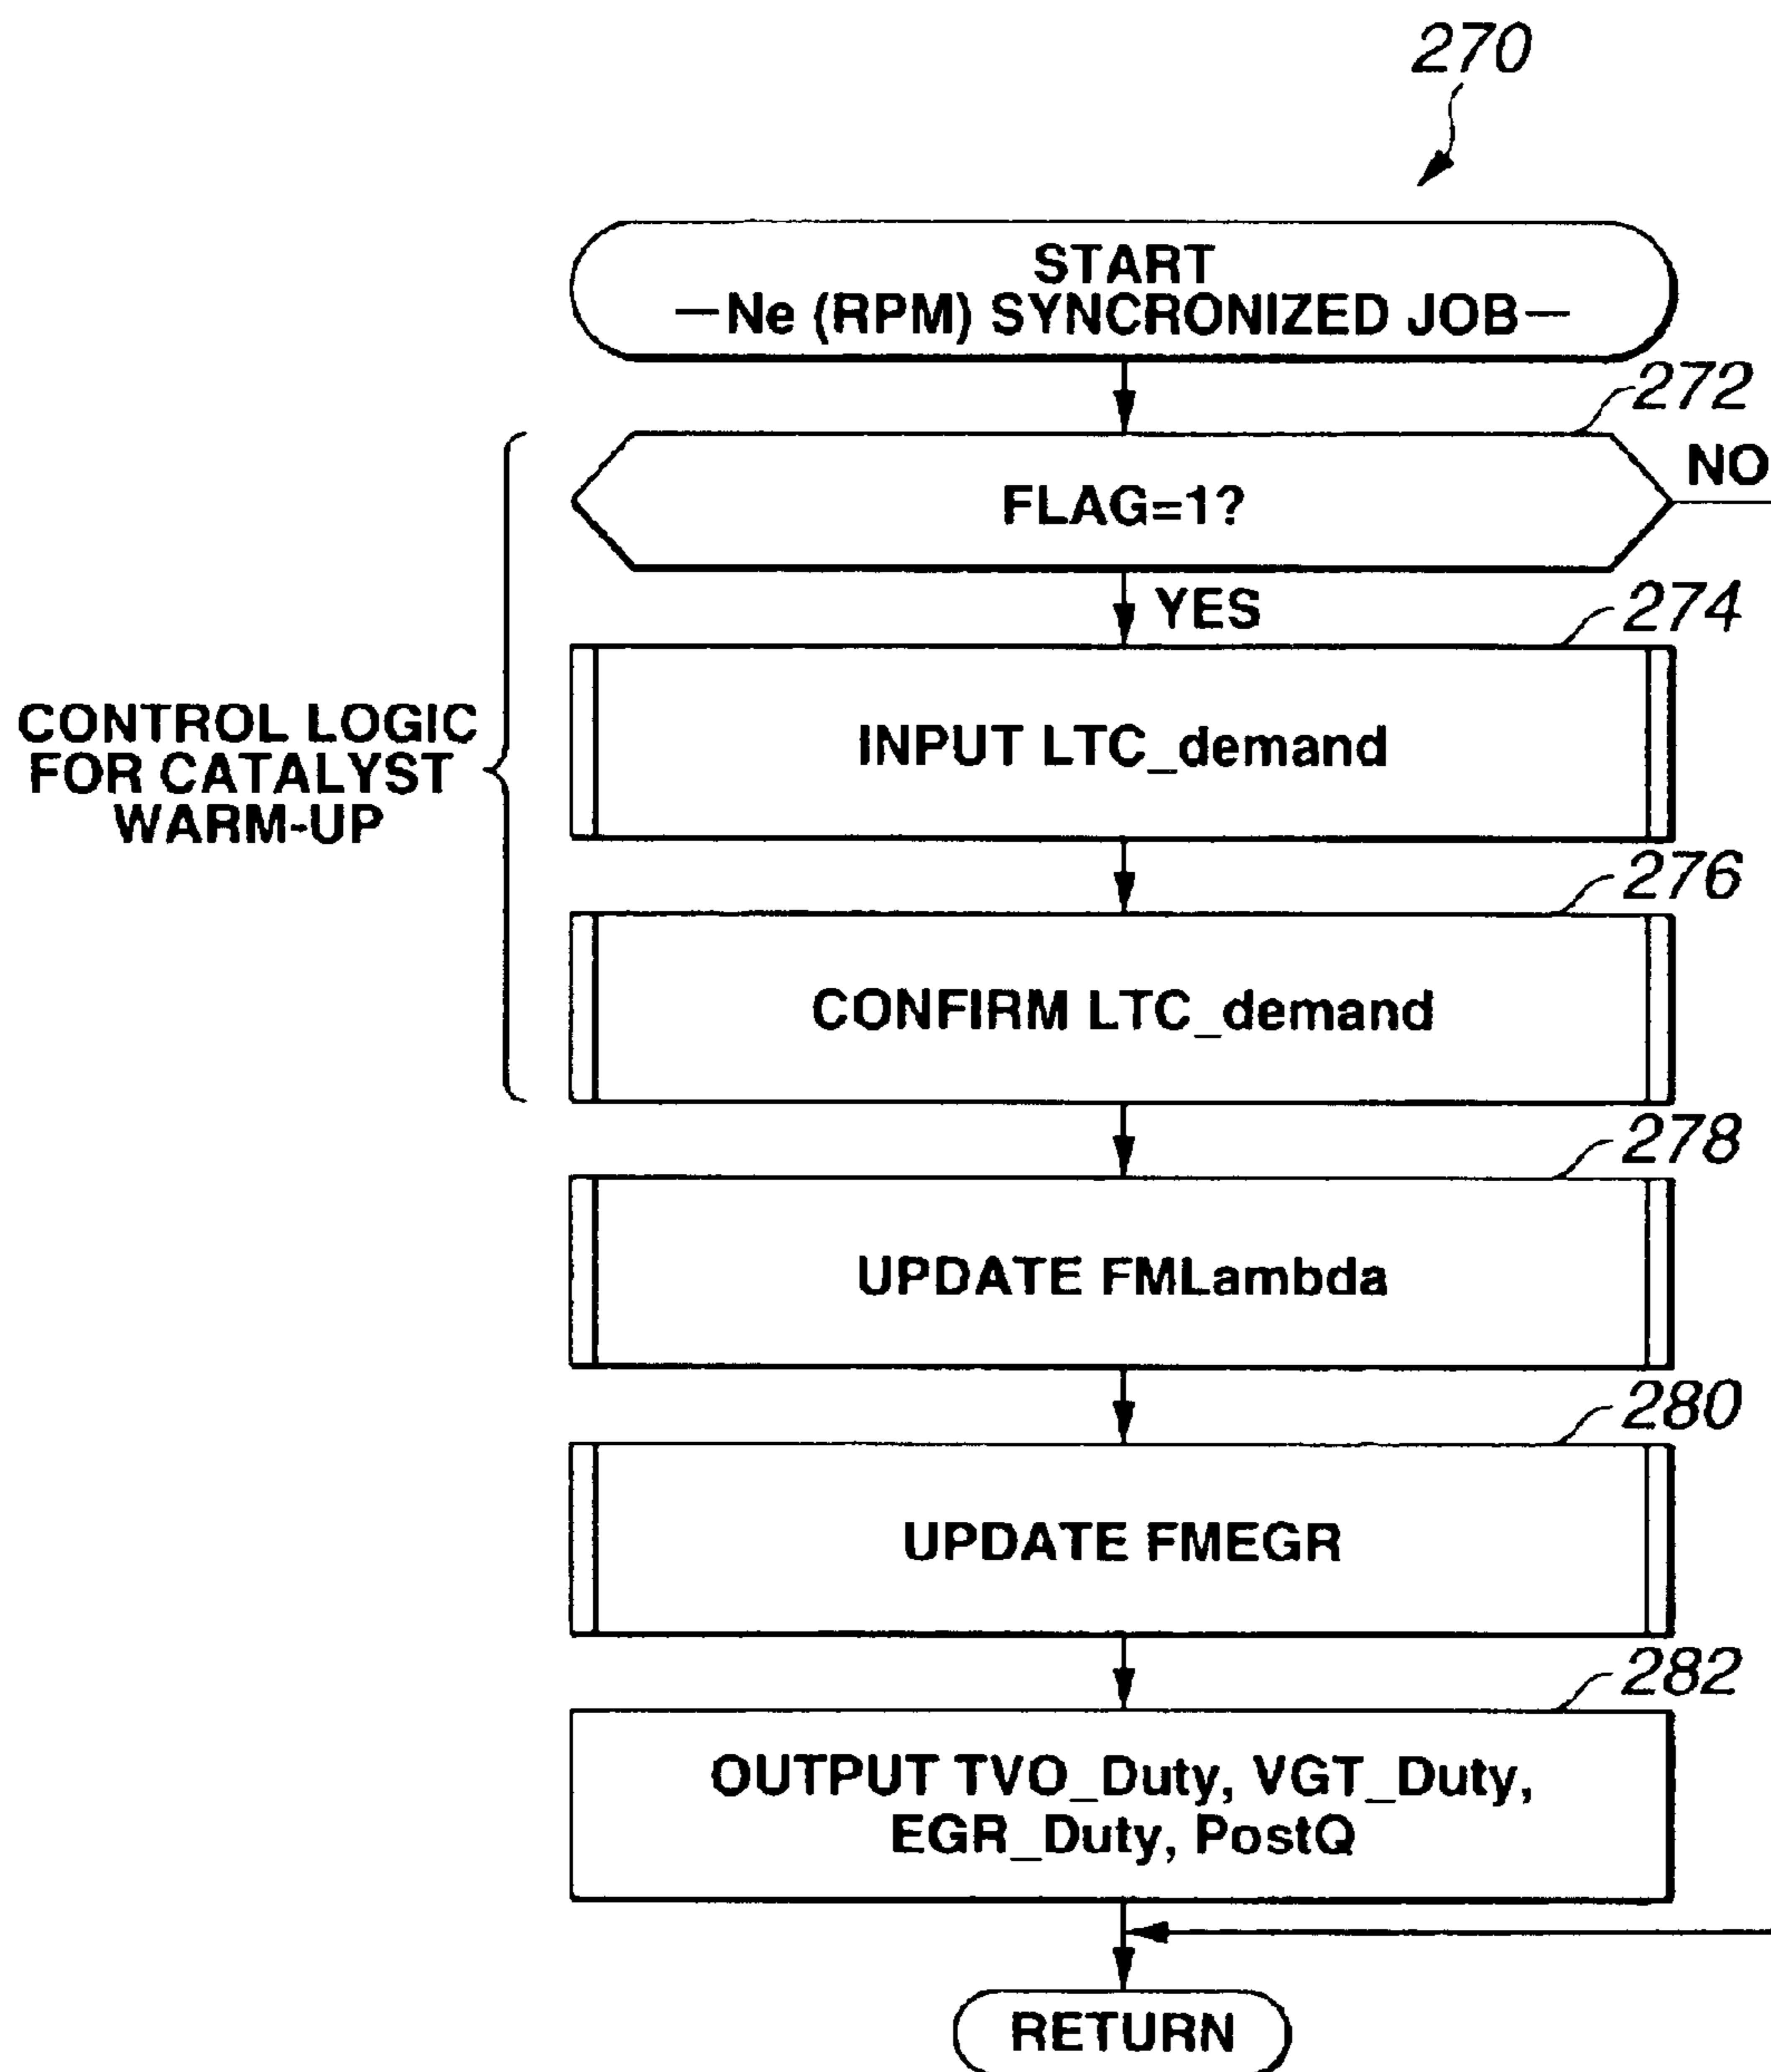 270
START
—Ne (RPM) SYNCRONIZED JOB—
272
FLAG=1?
NO
YES
274
CONTROL LOGIC
FOR CATALYST
WARM-UP
INPUT LTC_demand
276
CONFIRM LTC_demand
278
UPDATE FMLambda
280
UPDATE FMEGR
282
OUTPUT TVO_Duty, VGT_Duty,
EGR_Duty, PostQ
RETURN